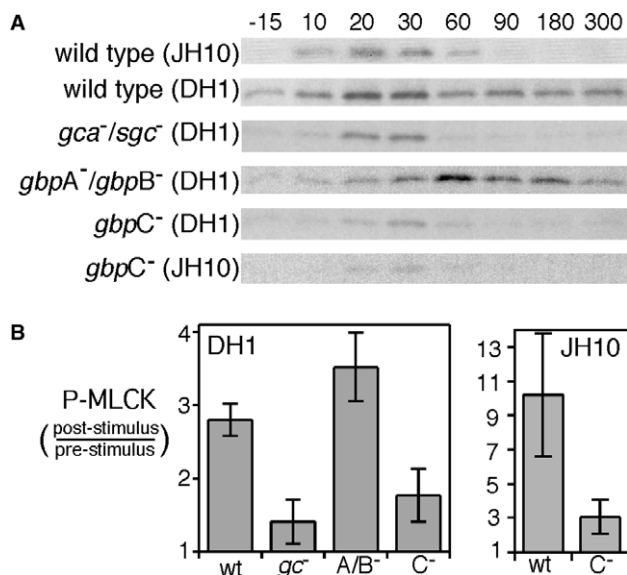 A
-15 10 20 30 60 90 180 300
wild type (JH10)
wild type (DH1)
gca⁻/sgc⁻ (DH1)
gbpA⁻/gbpB⁻ (DH1)
gbpC⁻ (DH1)
gbpC⁻ (JH10)
B
P-MLCK
(post-stimulus
pre-stimulus)
4
3
2
1
DH1
wt gc⁻ A/B⁻ C⁻
13
11
9
7
5
3
1
JH10
wt C⁻